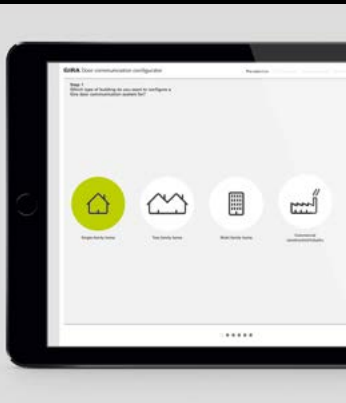 GIRA Door communication configurator
Step 1
Which type of building do you want to configure a
Gira door communication system for?
Single-family home
Two-family home
Multi-family home
Commercial